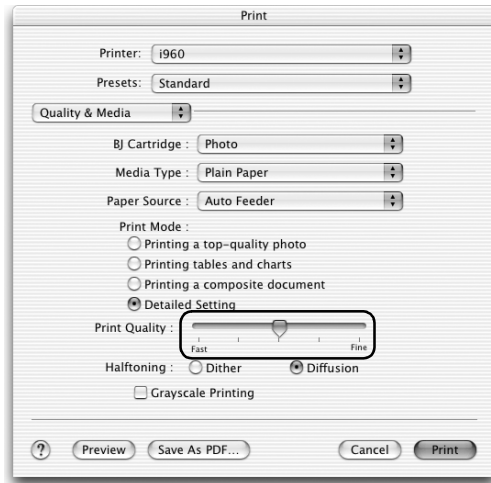 Print
Printer: i960
Presets: Standard
Quality & Media
BJ Cartridge : Photo
Media Type : Plain Paper
Paper Source : Auto Feeder
Print Mode :
Printing a top-quality photo
Printing tables and charts
Printing a composite document
Detailed Setting
Print Quality :
Fast Fine
Halftoning : Dither Diffusion
Grayscale Printing
? Preview Save As PDF... Cancel Print